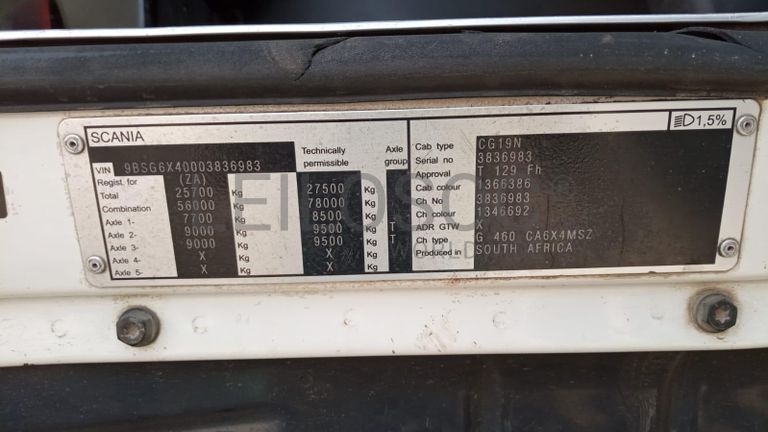 SCANIA
1,5%
VIN 9BSG6X40003836983
Technically permissible
Axle group
Regist. for (ZA)
Total 25700 Kg 27500 Kg
Combination 56000 Kg 78000 Kg
Axle 1- 7700 Kg 8500 Kg
Axle 2- 9000 Kg 9500 Kg T
Axle 3- 9000 Kg 9500 Kg T
Axle 4- X Kg X Kg
Axle 5- X Kg X Kg
Cab type CG19N
Serial no 3836983
Approval T 129 Fh
Cab. colour 1366386
Ch No 3836983
Ch colour 1346692
ADR GTW X
Ch type G 460 CA6X4MSZ
Produced in SOUTH AFRICA
WORLD